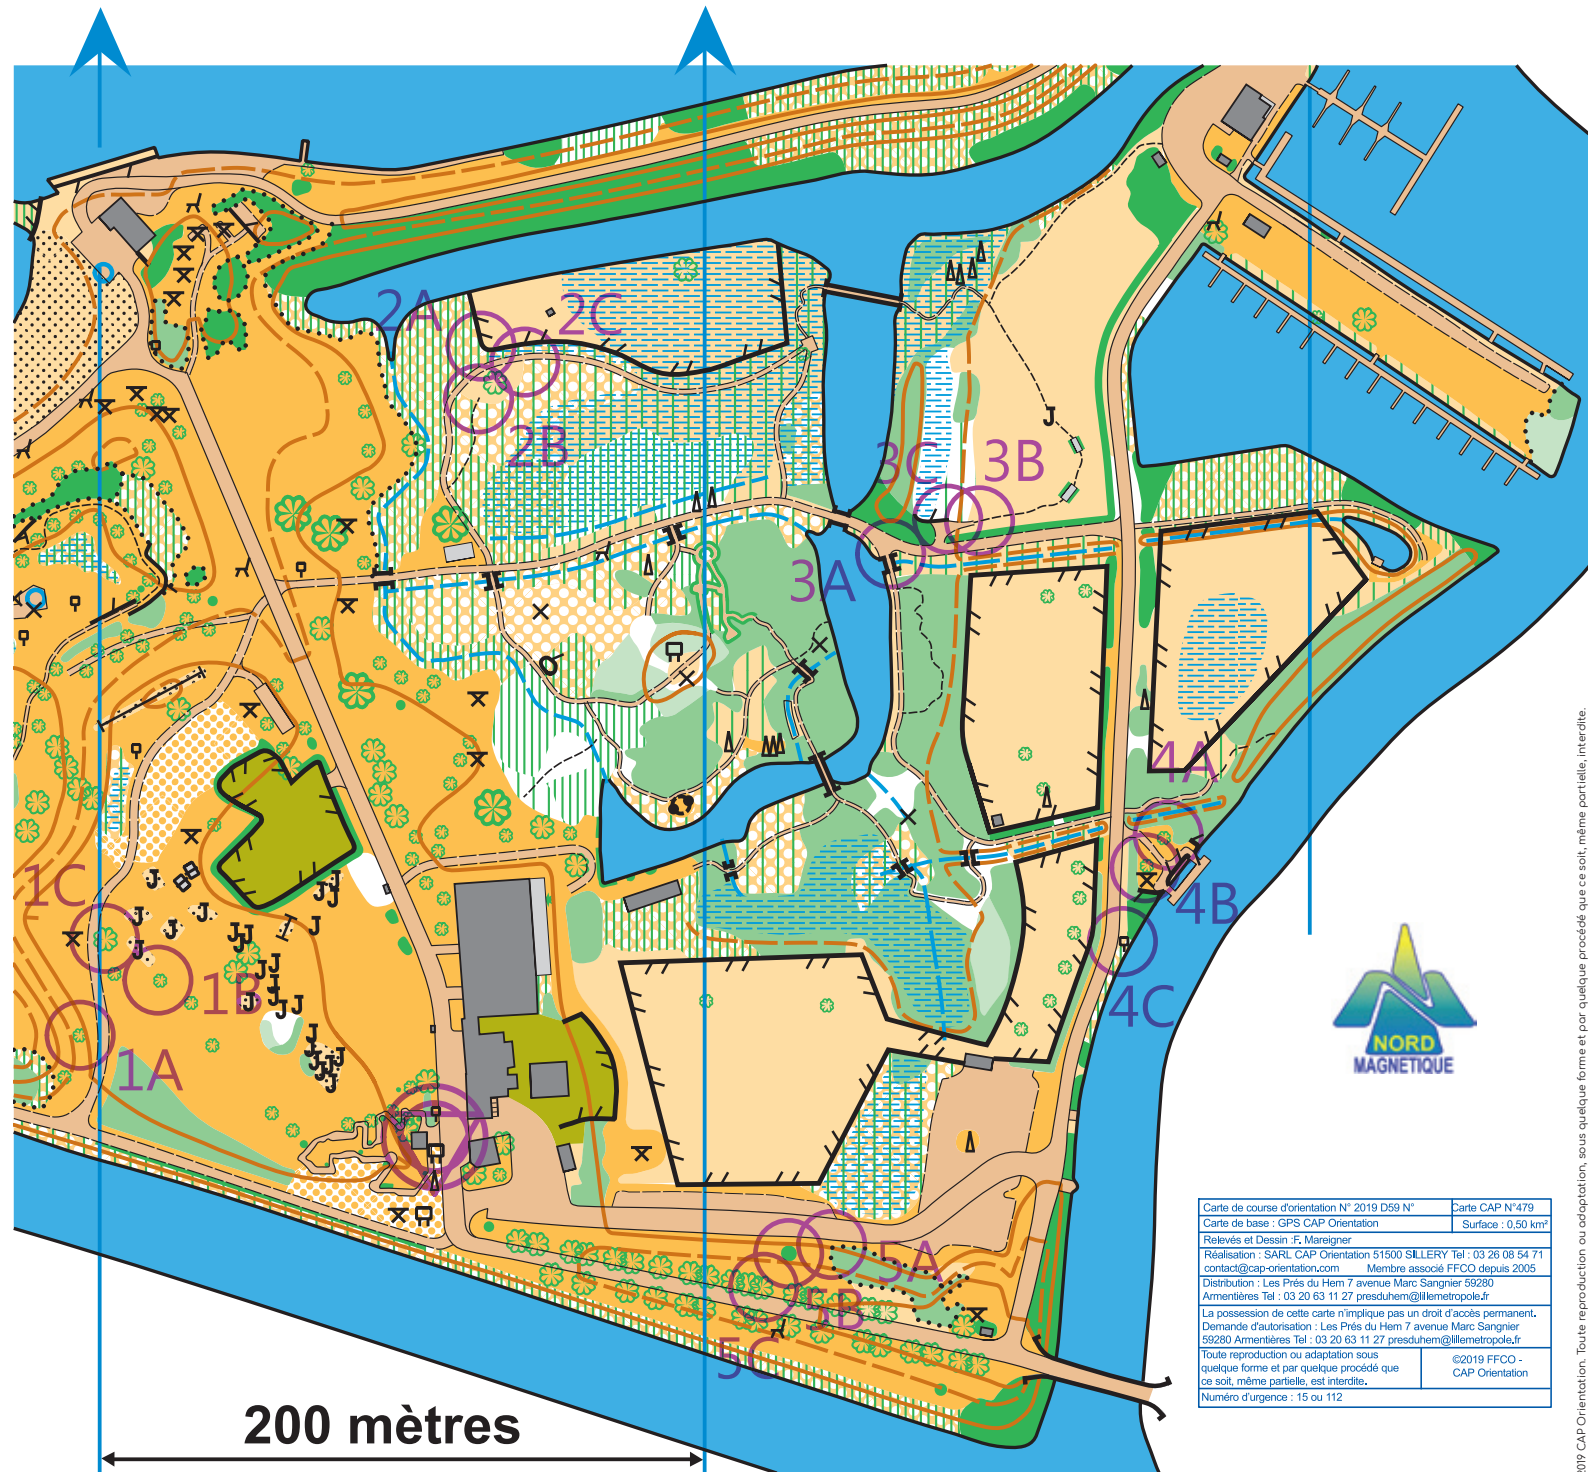 2A
2C
2B
3C
3B
3A
4A
4B
4C
1C
1B
1A
5A
5B
5C
NORD
MAGNETIQUE
200 mètres
Carte de course d'orientation N° 2019 D59 N°
Carte CAP N°479
Carte de base : GPS CAP Orientation
Surface : 0,50 km²
Relevés et Dessin :F. Mareigner
Réalisation : SARL CAP Orientation 51500 SILLERY Tel : 03 26 08 54 71
contact@cap-orientation.com Membre associé FFCO depuis 2005
Distribution : Les Prés du Hem 7 avenue Marc Sangnier 59280
Armentières Tel : 03 20 63 11 27 presduhem@lillemetropole.fr
La possession de cette carte n'implique pas un droit d'accès permanent.
Demande d'autorisation : Les Prés du Hem 7 avenue Marc Sangnier
59280 Armentières Tel : 03 20 63 11 27 presduhem@lillemetropole.fr
Toute reproduction ou adaptation sous
quelque forme et par quelque procédé que
ce soit, même partielle, est interdite.
©2019 FFCO -
CAP Orientation
Numéro d'urgence : 15 ou 112
2019 CAP Orientation. Toute reproduction ou adaptation, sous quelque forme et par quelque procédé que ce soit, même partielle, interdite.